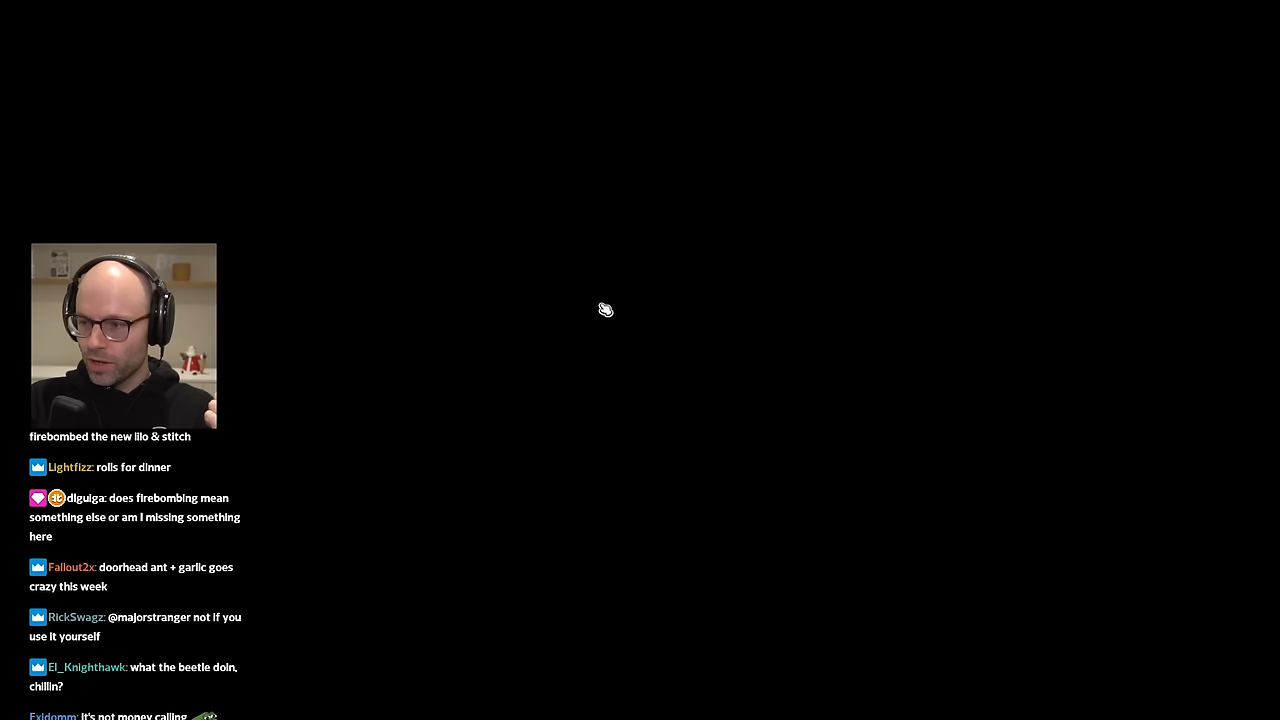 firebombed the new lilo & stitch
Lightfizz: rolls for dinner
dlguiga: does firebombing mean
something else or am I missing something
here
Fallout2x: doorhead ant + garlic goes
crazy this week
RickSwagz: @majorstranger not if you
use it yourself
El_Knighthawk: what the beetle doin,
chillin?
Exidomm: it's not money calling